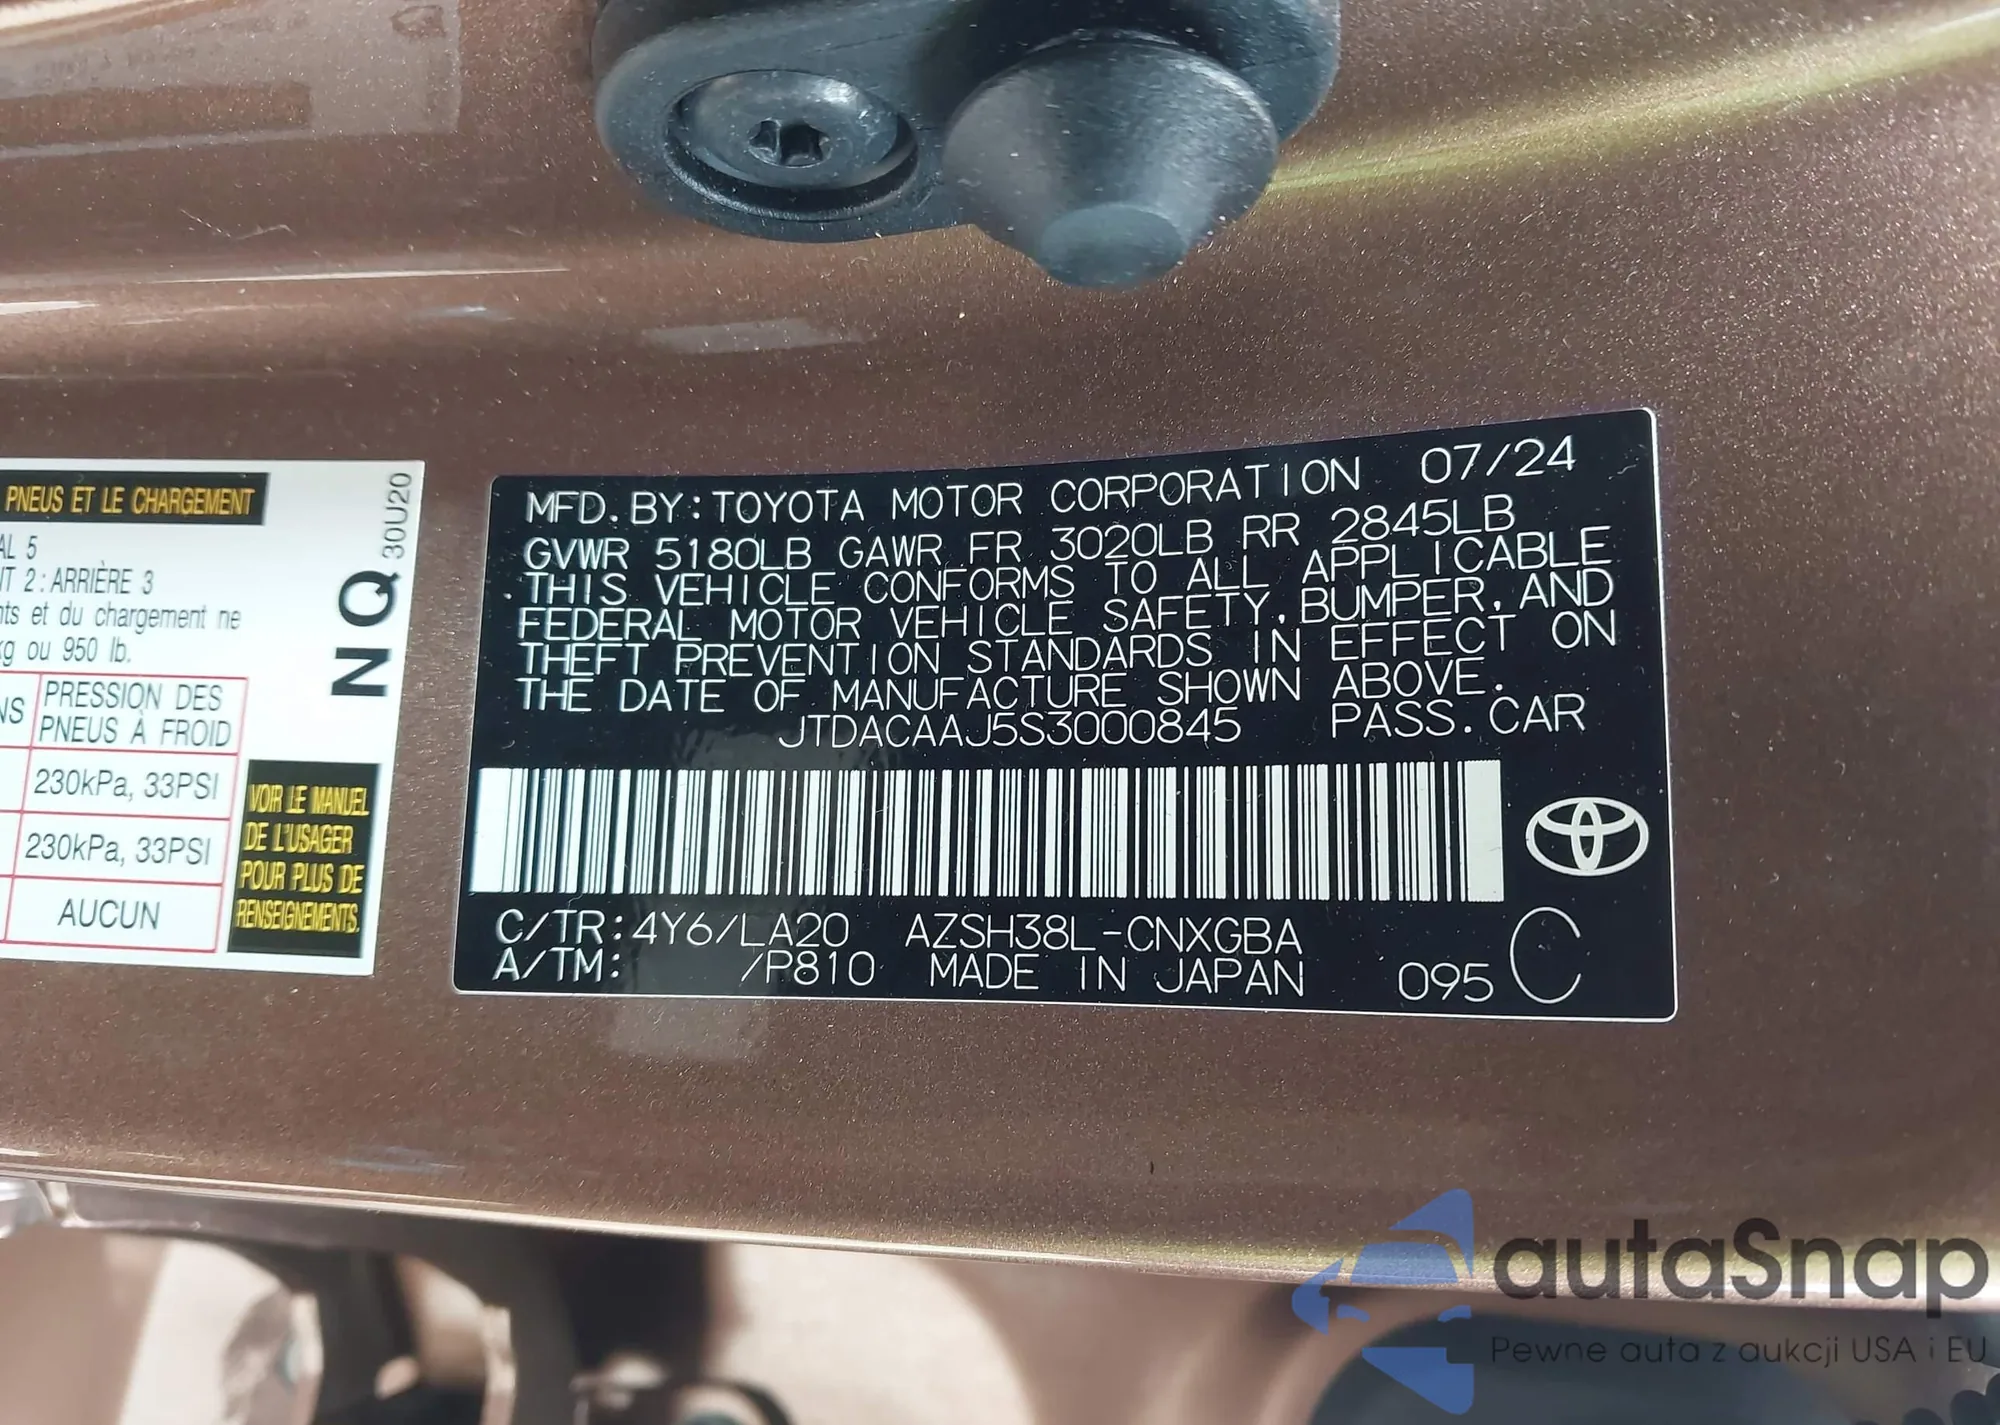 PNEUS ET LE CHARGEMENT
AL 5
NT 2 : ARRIÈRE 3
nts et du chargement ne
kg ou 950 lb.
NS
PRESSION DES
PNEUS À FROID
230kPa, 33PSI
230kPa, 33PSI
AUCUN
30U20
NQ
VOIR LE MANUEL
DE L'USAGER
POUR PLUS DE
RENSEIGNEMENTS.
MFD. BY: TOYOTA MOTOR CORPORATION 07/24
GVWR 5180LB GAWR FR 3020LB RR 2845LB
THIS VEHICLE CONFORMS TO ALL APPLICABLE
FEDERAL MOTOR VEHICLE SAFETY, BUMPER, AND
THEFT PREVENTION STANDARDS IN EFFECT ON
THE DATE OF MANUFACTURE SHOWN ABOVE.
JTDACAAJ5S3000845 PASS. CAR
C/TR: 4Y6/LA20 AZSH38L-CNXGBA
A/TM: /P810 MADE IN JAPAN 095 C
autaSnap
Pewne auta z aukcji USA i EU